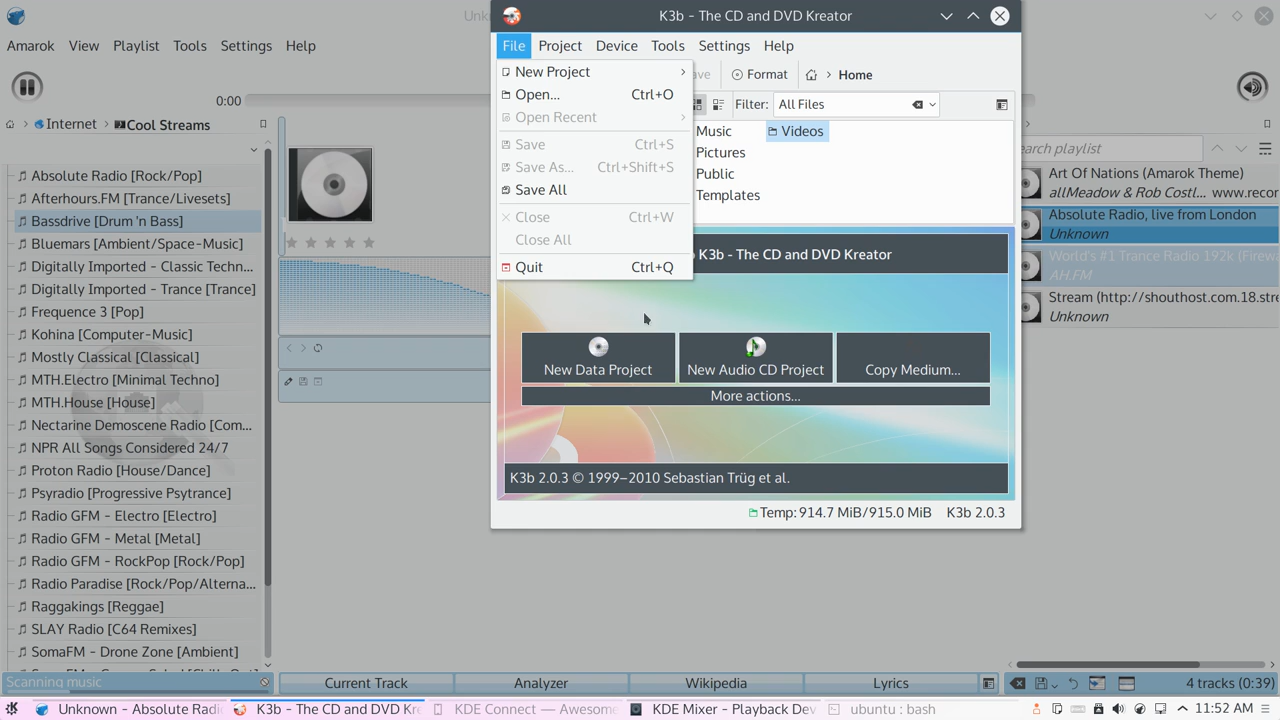 Unkn
K3b - The CD and DVD Kreator
Amarok View Playlist Tools Settings Help
File Project Device Tools Settings Help
New Project
Open... Ctrl+O
Open Recent
Save Ctrl+S
Save As... Ctrl+Shift+S
Save All
Close Ctrl+W
Close All
Quit Ctrl+Q
ve
Format
Home
Filter: All Files
Music
Videos
Pictures
Public
Templates
K3b - The CD and DVD Kreator
New Data Project
New Audio CD Project
Copy Medium...
More actions...
K3b 2.0.3 © 1999–2010 Sebastian Trüg et al.
Temp: 914.7 MiB/915.0 MiB K3b 2.0.3
0:00
Internet
Cool Streams
Absolute Radio [Rock/Pop]
Afterhours.FM [Trance/Livesets]
Bassdrive [Drum 'n Bass]
Bluemars [Ambient/Space-Music]
Digitally Imported - Classic Techn...
Digitally Imported - Trance [Trance]
Frequence 3 [Pop]
Kohina [Computer-Music]
Mostly Classical [Classical]
MTH.Electro [Minimal Techno]
MTH.House [House]
Nectarine Demoscene Radio [Com...
NPR All Songs Considered 24/7
Proton Radio [House/Dance]
Psyradio [Progressive Psytrance]
Radio GFM - Electro [Electro]
Radio GFM - Metal [Metal]
Radio GFM - RockPop [Rock/Pop]
Radio Paradise [Rock/Pop/Alterna...
Raggakings [Reggae]
SLAY Radio [C64 Remixes]
SomaFM - Drone Zone [Ambient]
Scanning music
earch playlist
Art Of Nations (Amarok Theme)
allMeadow & Rob Costl... www.recor
Absolute Radio, live from London
Unknown
World's #1 Trance Radio 192k (Firew
AH.FM
Stream (http://shouthost.com.18.str
Unknown
Current Track
Analyzer
Wikipedia
Lyrics
4 tracks (0:39)
Unknown - Absolute Radi
K3b - The CD and DVD Kre
KDE Connect — Awesome
KDE Mixer - Playback Dev
ubuntu : bash
11:52 AM